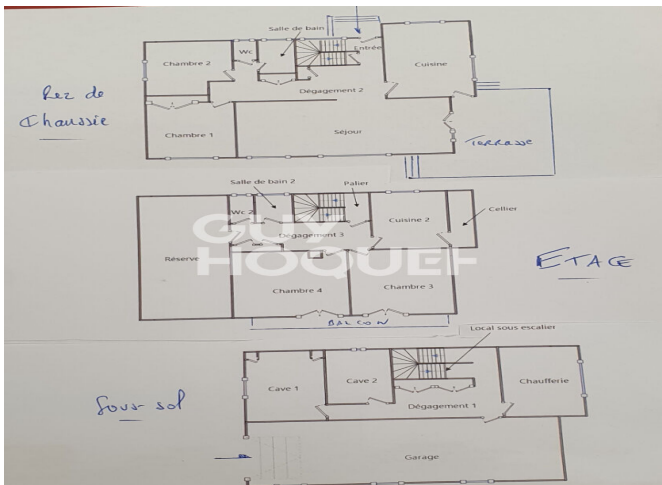 Salle de bain
Wc
Entrée
Chambre 2
Cuisine
Rez de
Chaussie
Dégagement 2
Chambre 1
Séjour
Terrasse
Salle de bain 2
Palier
Wc 2
Cuisine 2
Cellier
Dégagement 3
GUY
HOQUET
Réserve
ETAGE
Chambre 4
Chambre 3
BALCON
Local sous escalier
Cave 1
Cave 2
Chaufferie
Sous-sol
Dégagement 1
Garage